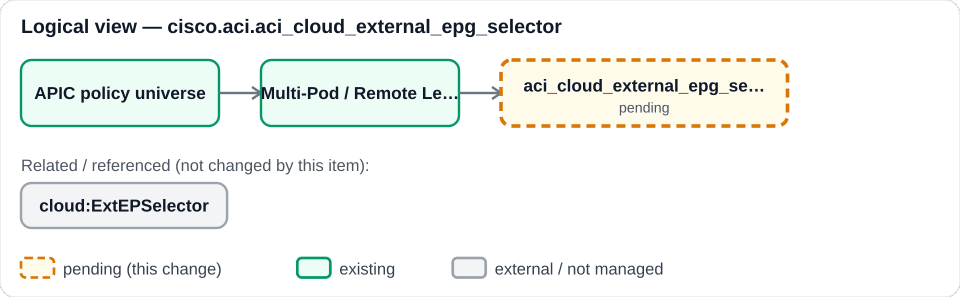 Logical view — cisco.aci.aci_cloud_external_epg_selector
APIC policy universe
Multi-Pod / Remote Le…
aci_cloud_external_epg_se…
pending
Related / referenced (not changed by this item):
cloud:ExtEPSelector
pending (this change)
existing
external / not managed